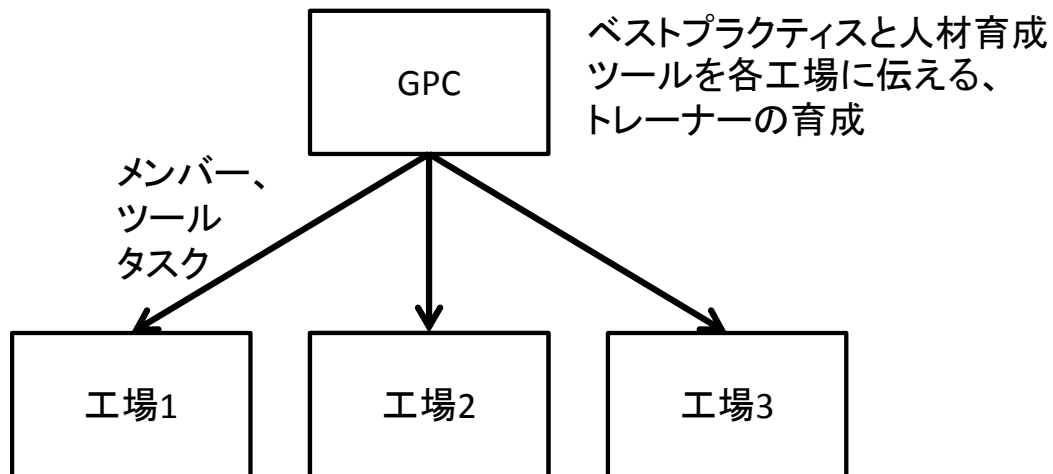 GPC
ベストプラクティスと人材育成
ツールを各工場に伝える、
トレーナーの育成
メンバー、
ツール
タスク
工場1
工場2
工場3